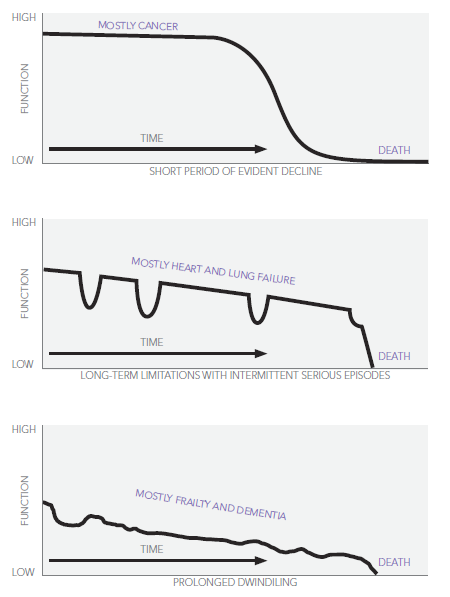 HIGH
MOSTLY CANCER
FUNCTION
TIME
LOW
DEATH
SHORT PERIOD OF EVIDENT DECLINE
HIGH
MOSTLY HEART AND LUNG FAILURE
FUNCTION
TIME
LOW
DEATH
LONG-TERM LIMITATIONS WITH INTERMITTENT SERIOUS EPISODES
HIGH
MOSTLY FRAILTY AND DEMENTIA
FUNCTION
TIME
LOW
DEATH
PROLONGED DWINDILING